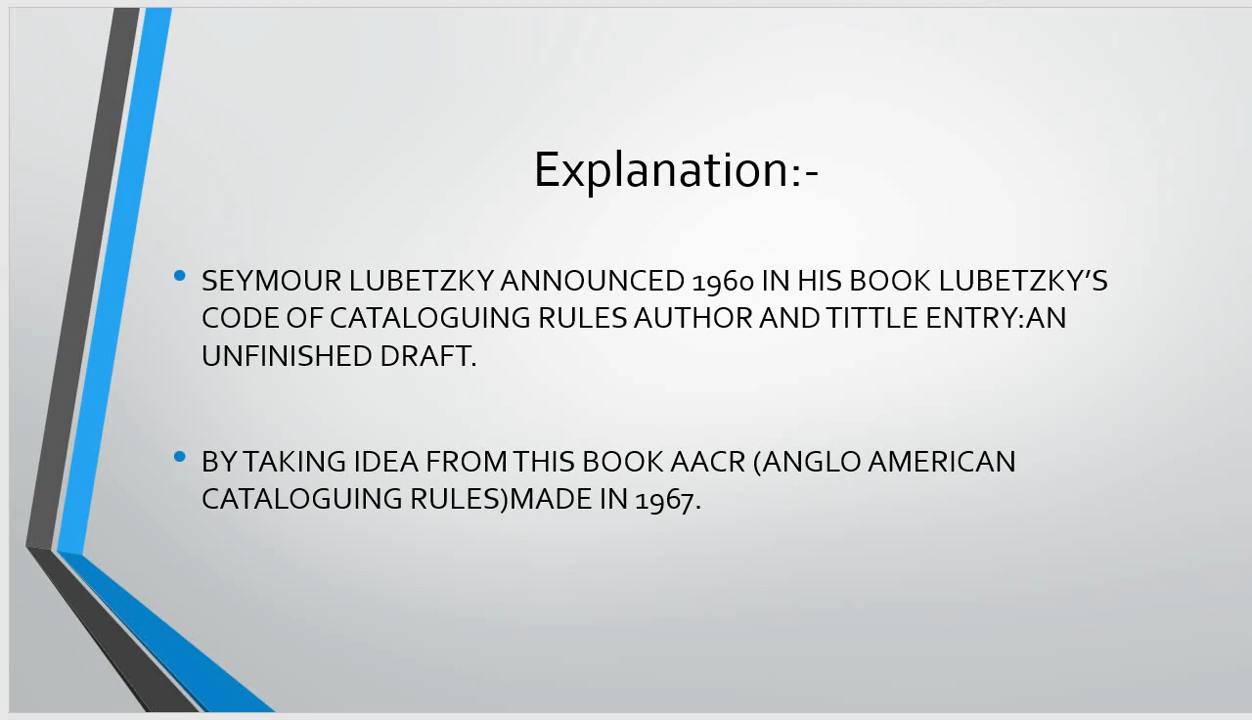 Explanation:-
• SEYMOUR LUBETZKY ANNOUNCED 1960 IN HIS BOOK LUBETZKY'S
CODE OF CATALOGUING RULES AUTHOR AND TITTLE ENTRY:AN
UNFINISHED DRAFT.
• BY TAKING IDEA FROM THIS BOOK AACR (ANGLO AMERICAN
CATALOGUING RULES)MADE IN 1967.